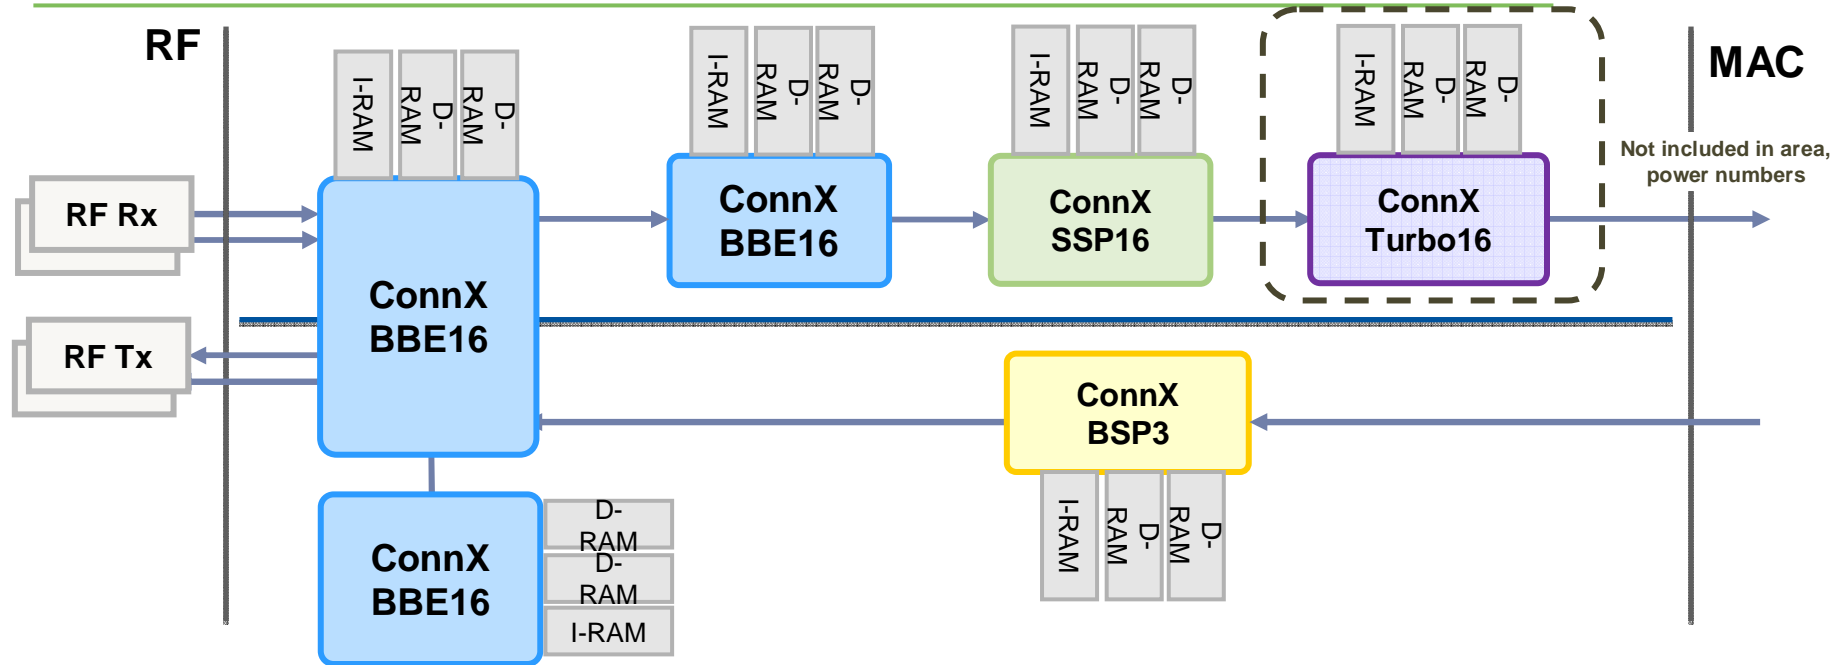 RF
MAC
I-RAM
D-
RAM
D-
RAM
I-RAM
D-
RAM
D-
RAM
I-RAM
D-
RAM
D-
RAM
I-RAM
D-
RAM
D-
RAM
Not included in area,
power numbers
RF Rx
ConnX
BBE16
ConnX
BBE16
ConnX
SSP16
ConnX
Turbo16
RF Tx
ConnX
BSP3
I-RAM
D-
RAM
D-
RAM
ConnX
BBE16
D-
RAM
D-
RAM
I-RAM